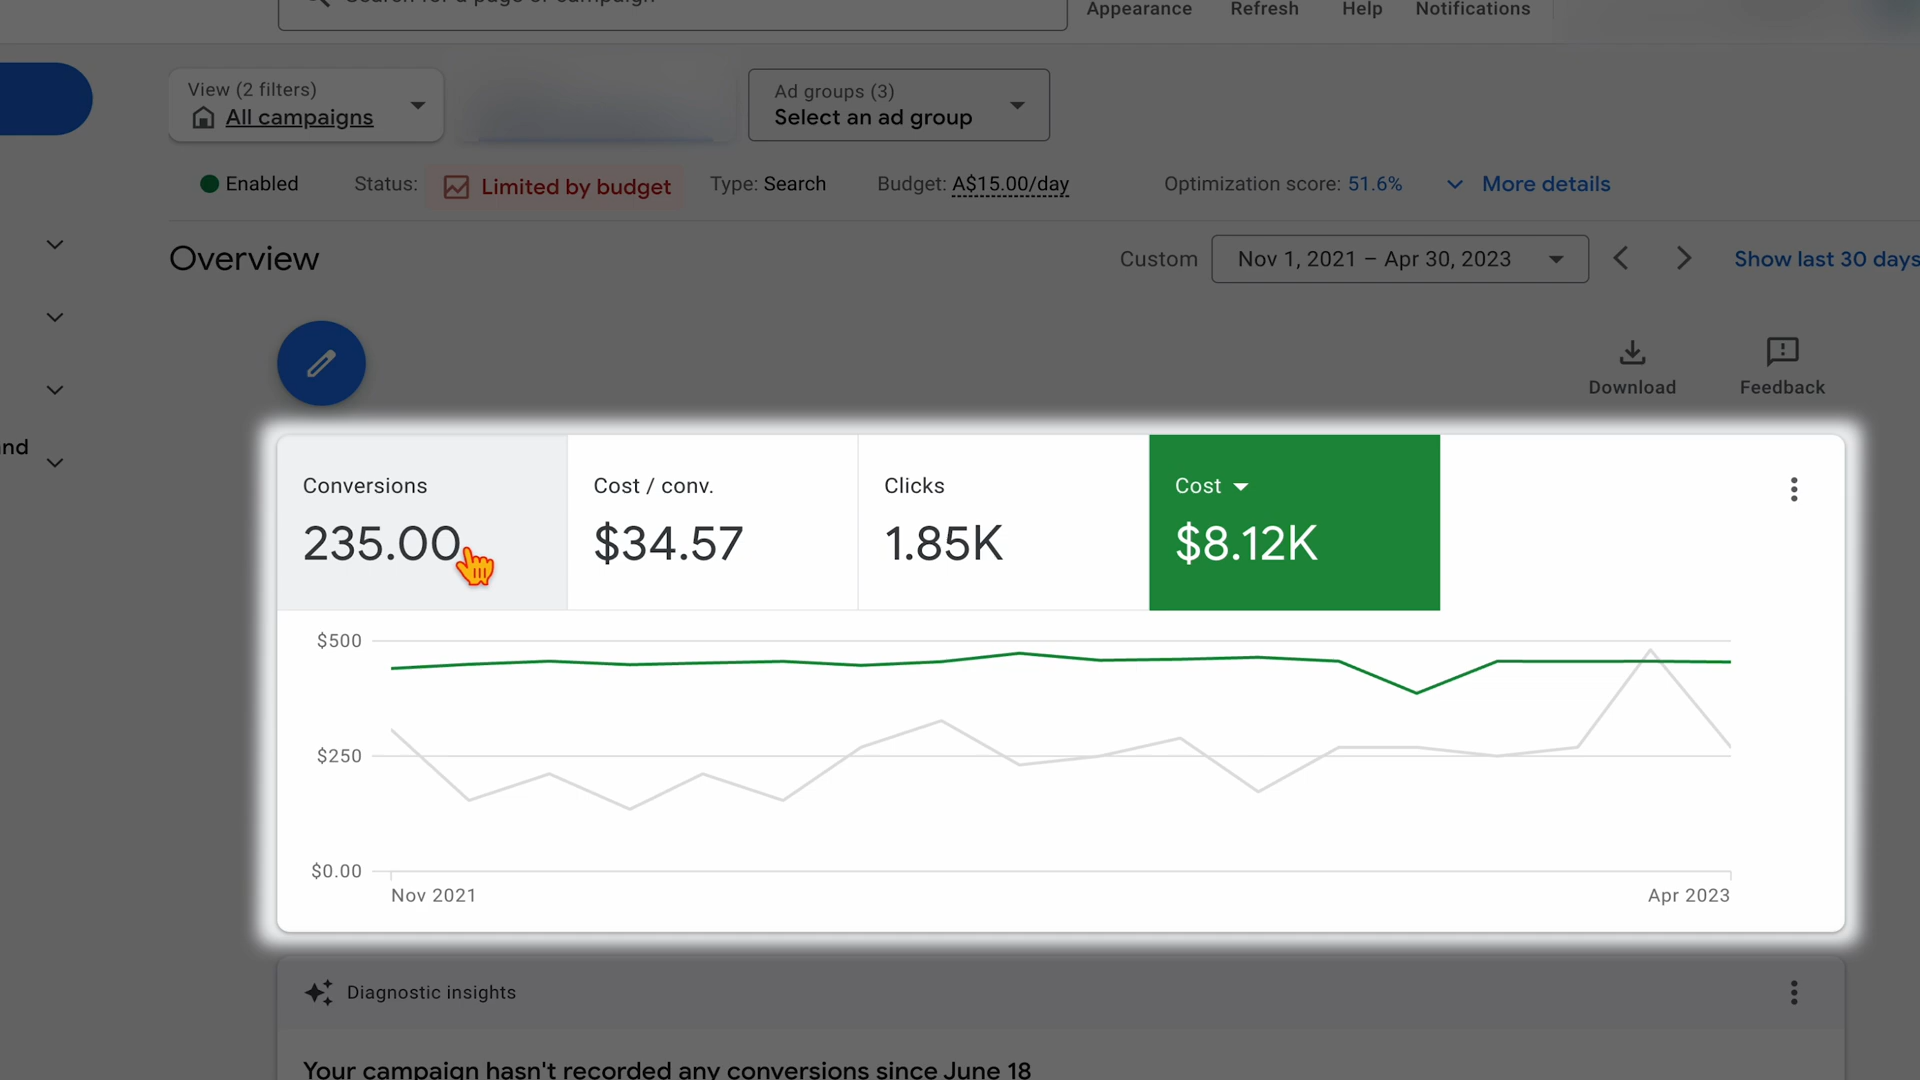 Appearance
Refresh
Help
Notifications
View (2 filters)
All campaigns
Ad groups (3)
Select an ad group
Enabled
Status: Limited by budget
Type: Search
Budget: A$15.00/day
Optimization score: 51.6%
More details
Overview
Custom
Nov 1, 2021 – Apr 30, 2023
Show last 30 days
Download
Feedback
nd
Conversions
235.00
Cost / conv.
$34.57
Clicks
1.85K
Cost
$8.12K
$500
$250
$0.00
Nov 2021
Apr 2023
Diagnostic insights
Your campaign hasn't recorded any conversions since June 18